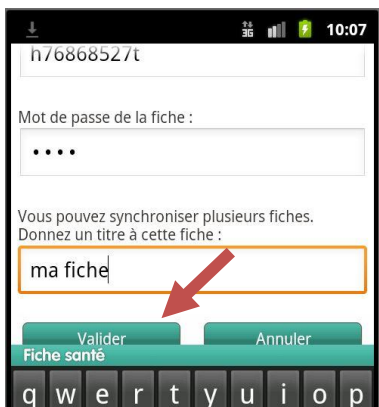 3G 10:07
h76868527t
Mot de passe de la fiche :
••••
Vous pouvez synchroniser plusieurs fiches.
Donnez un titre à cette fiche :
ma fiche
Valider Annuler
Fiche santé
q w e r t y u i o p